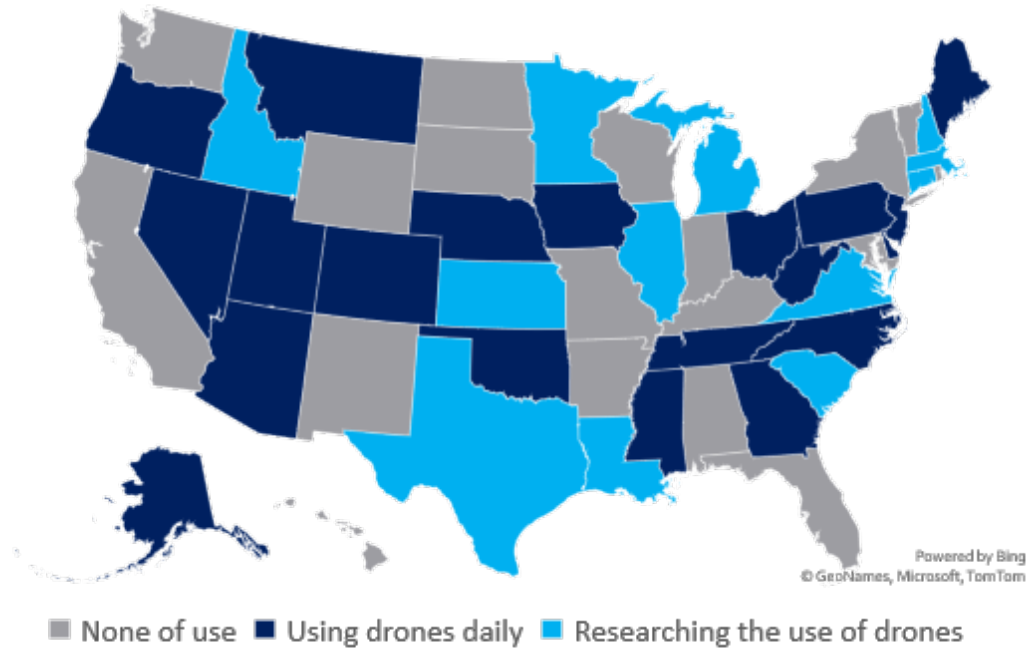 Powered by Bing
© GeoNames, Microsoft, TomTom
None of use Using drones daily Researching the use of drones